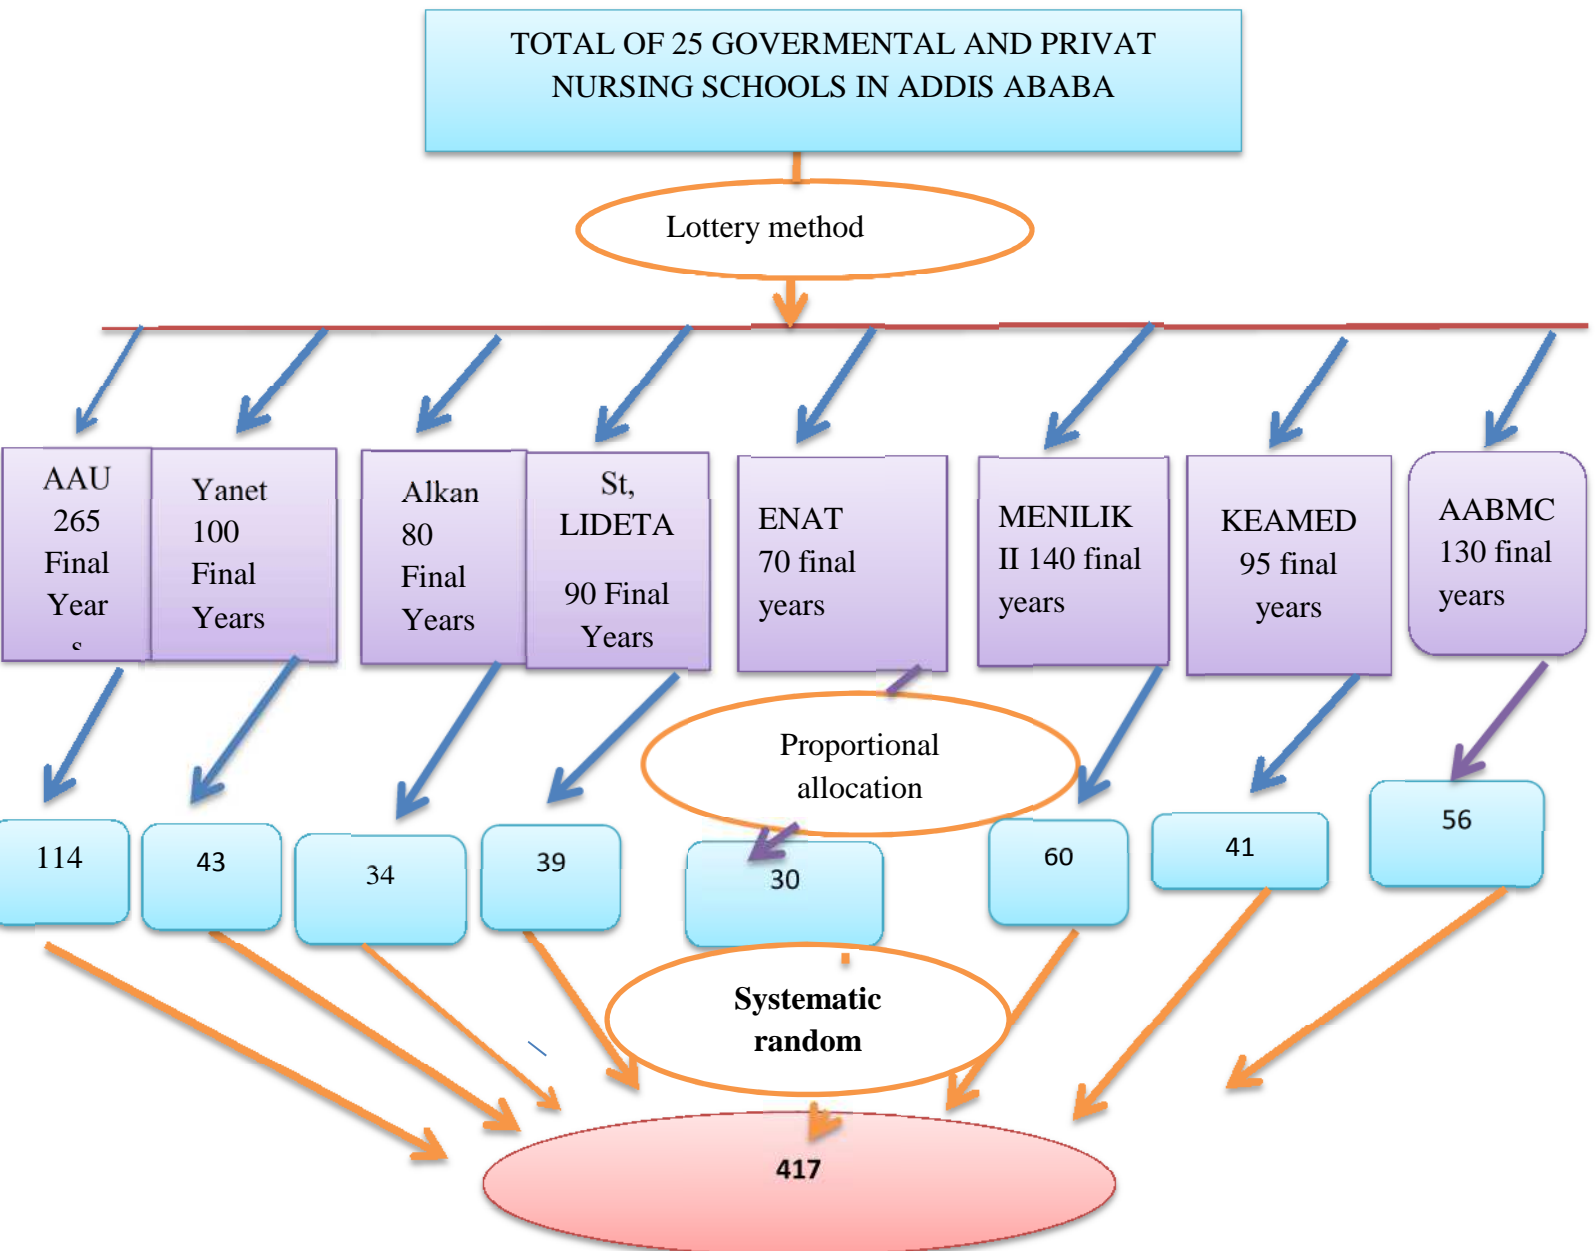 TOTAL OF 25 GOVERMENTAL AND PRIVAT
NURSING SCHOOLS IN ADDIS ABABA
Lottery method
AAU
265
Final
Year
s
Yanet
100
Final
Years
Alkan
80
Final
Years
St,
LIDETA
90 Final
Years
ENAT
70 final
years
MENILIK
II 140 final
years
KEAMED
95 final
years
AABMC
130 final
years
Proportional
allocation
114
43
34
39
30
60
41
56
Systematic
random
417